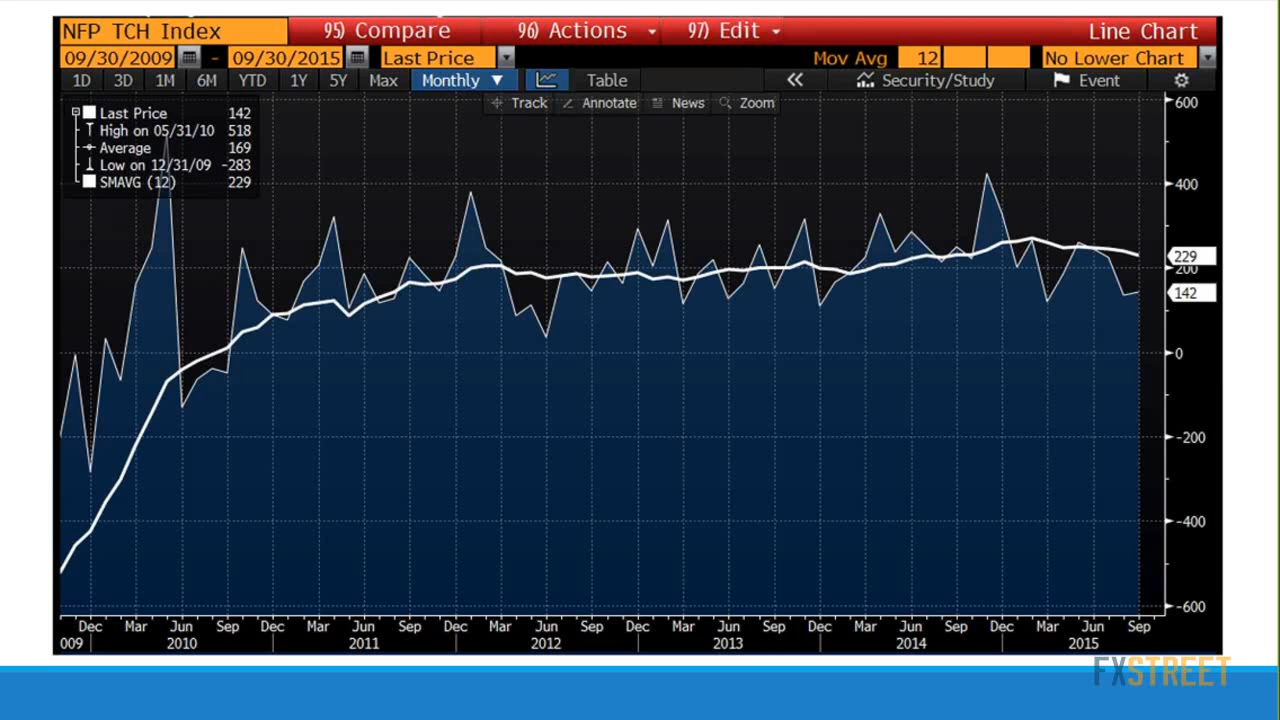 NFP TCH Index 95) Compare 96) Actions 97) Edit Line Chart
09/30/2009 - 09/30/2015 Last Price Mov Avg 12 No Lower Chart
1D 3D 1M 6M YTD 1Y 5Y Max Monthly ▼ Table « Security/Study Event
Track Annotate News Zoom
Last Price 142
High on 05/31/10 518
Average 169
Low on 12/31/09 -283
SMAVG (12) 229
600
400
229
200
142
0
-200
-400
-600
Dec Mar Jun Sep Dec Mar Jun Sep Dec Mar Jun Sep Dec Mar Jun Sep Dec Mar Jun Sep Dec Mar Jun Sep
009 2010 2011 2012 2013 2014 2015
FXSTREET